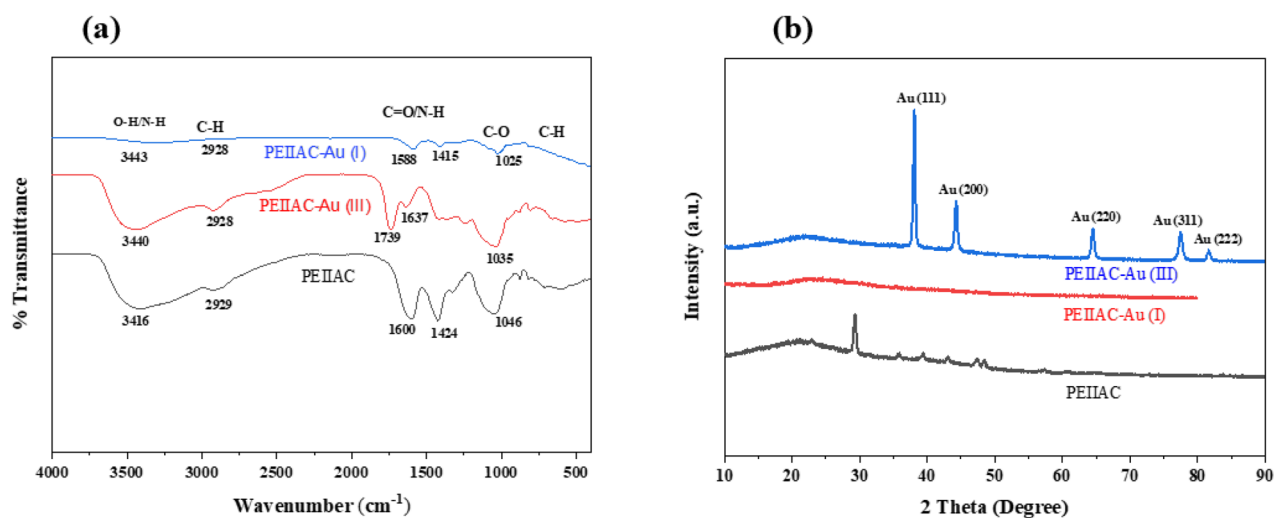 (a)
% Transmittance
O-H/N-H
C-H
C=O/N-H
C-O
C-H
3443
2928
1588
1415
1025
PEIIAC-Au (I)
PEIIAC-Au (III)
3440
2928
1739
1637
1035
PEIIAC
3416
2929
1600
1424
1046
4000 3500 3000 2500 2000 1500 1000 500
Wavenumber (cm⁻¹)
(b)
Intensity (a.u.)
Au (111)
Au (200)
Au (220)
Au (311)
Au (222)
PEIIAC-Au (III)
PEIIAC-Au (I)
PEIIAC
10 20 30 40 50 60 70 80 90
2 Theta (Degree)